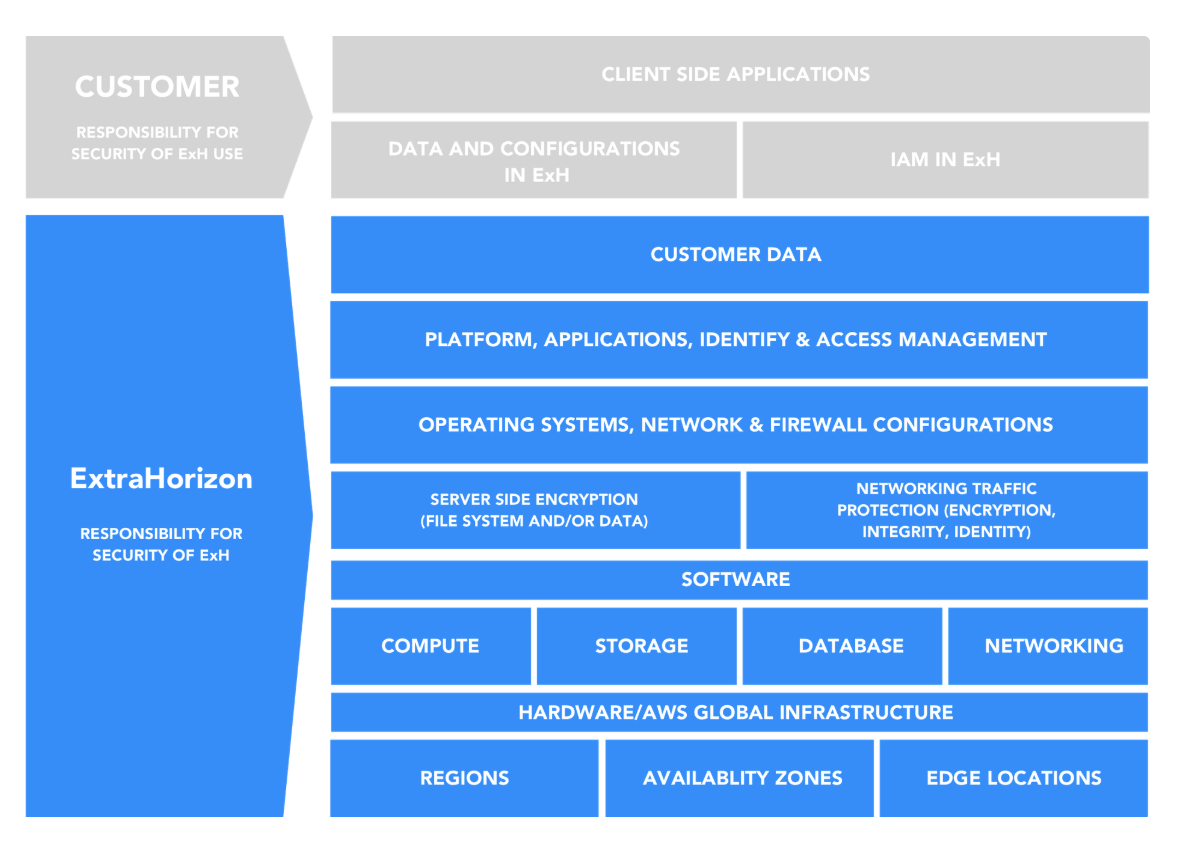 CUSTOMER
RESPONSIBILITY FOR
SECURITY OF ExH USE
CLIENT SIDE APPLICATIONS
DATA AND CONFIGURATIONS
IN ExH
IAM IN ExH
ExtraHorizon
RESPONSIBILITY FOR
SECURITY OF ExH
CUSTOMER DATA
PLATFORM, APPLICATIONS, IDENTIFY & ACCESS MANAGEMENT
OPERATING SYSTEMS, NETWORK & FIREWALL CONFIGURATIONS
SERVER SIDE ENCRYPTION
(FILE SYSTEM AND/OR DATA)
NETWORKING TRAFFIC
PROTECTION (ENCRYPTION,
INTEGRITY, IDENTITY)
SOFTWARE
COMPUTE
STORAGE
DATABASE
NETWORKING
HARDWARE/AWS GLOBAL INFRASTRUCTURE
REGIONS
AVAILABLITY ZONES
EDGE LOCATIONS